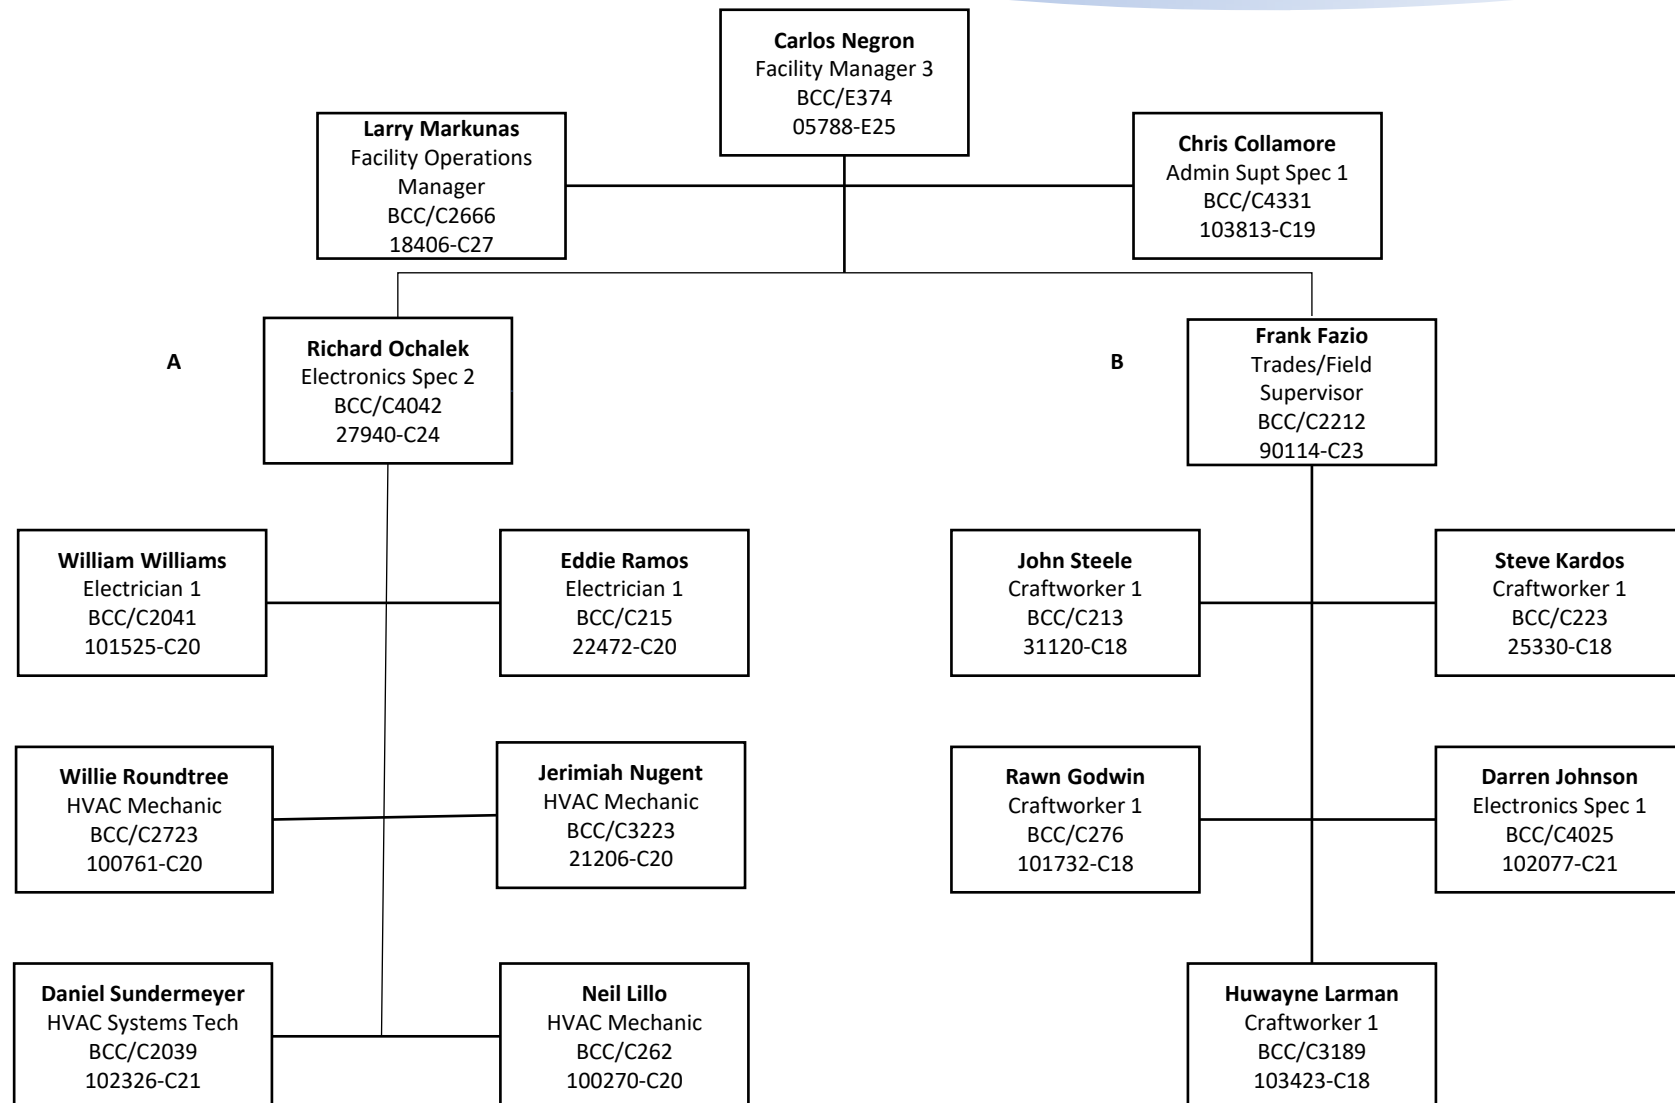 Carlos Negron
Facility Manager 3
BCC/E374
05788-E25
Larry Markunas
Facility Operations
Manager
BCC/C2666
18406-C27
Chris Collamore
Admin Supt Spec 1
BCC/C4331
103813-C19
A
Richard Ochalek
Electronics Spec 2
BCC/C4042
27940-C24
B
Frank Fazio
Trades/Field
Supervisor
BCC/C2212
90114-C23
William Williams
Electrician 1
BCC/C2041
101525-C20
Eddie Ramos
Electrician 1
BCC/C215
22472-C20
John Steele
Craftworker 1
BCC/C213
31120-C18
Steve Kardos
Craftworker 1
BCC/C223
25330-C18
Willie Roundtree
HVAC Mechanic
BCC/C2723
100761-C20
Jerimiah Nugent
HVAC Mechanic
BCC/C3223
21206-C20
Rawn Godwin
Craftworker 1
BCC/C276
101732-C18
Darren Johnson
Electronics Spec 1
BCC/C4025
102077-C21
Daniel Sundermeyer
HVAC Systems Tech
BCC/C2039
102326-C21
Neil Lillo
HVAC Mechanic
BCC/C262
100270-C20
Huwayne Larman
Craftworker 1
BCC/C3189
103423-C18